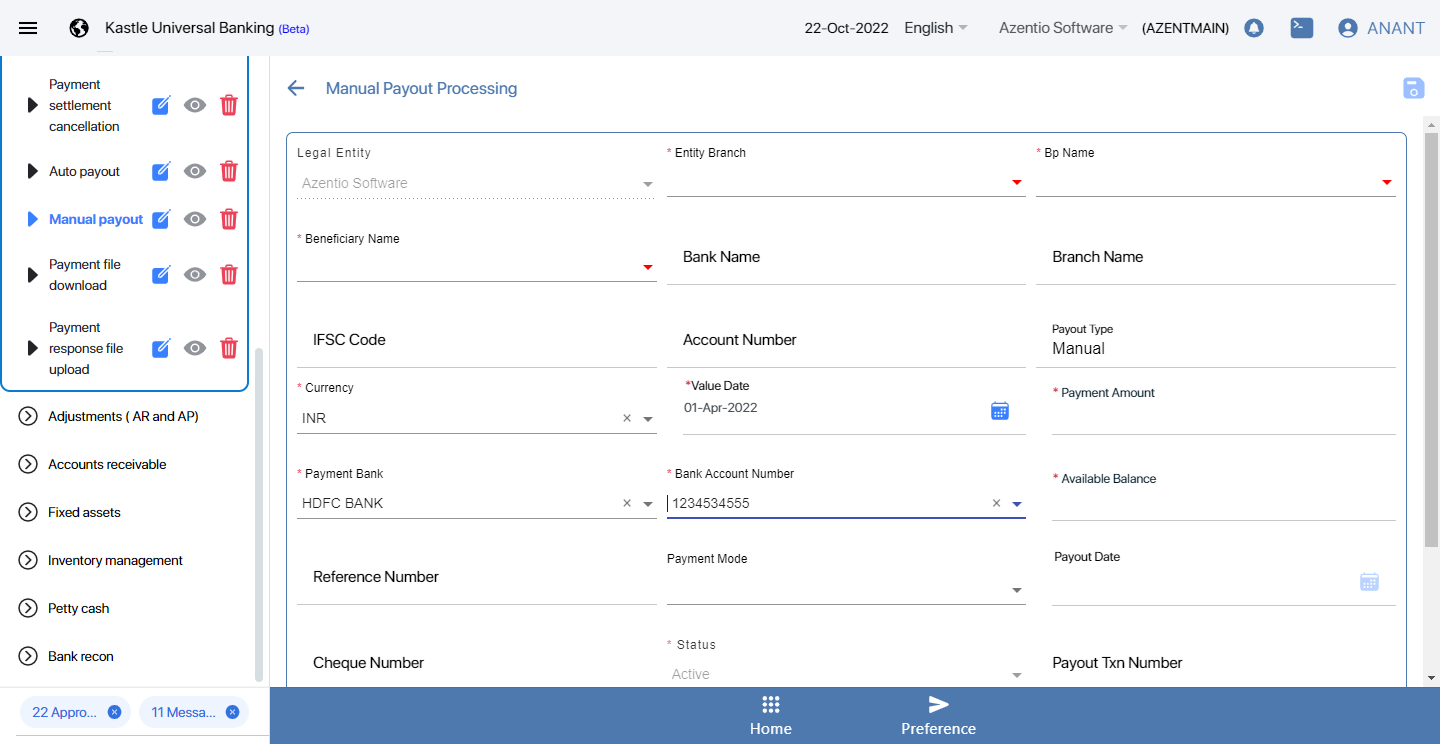 Kastle Universal Banking (Beta)
22-Oct-2022
English
Azentio Software
(AZENTMAIN)
ANANT
Payment
settlement
cancellation
Auto payout
Manual payout
Payment file
download
Payment
response file
upload
Adjustments ( AR and AP)
Accounts receivable
Fixed assets
Inventory management
Petty cash
Bank recon
22 Appro...
11 Messa...
Manual Payout Processing
Legal Entity
Azentio Software
* Entity Branch
* Bp Name
* Beneficiary Name
Bank Name
Branch Name
IFSC Code
Account Number
Payout Type
Manual
* Currency
INR
*Value Date
01-Apr-2022
* Payment Amount
* Payment Bank
HDFC BANK
* Bank Account Number
1234534555
* Available Balance
Reference Number
Payment Mode
Payout Date
Cheque Number
* Status
Active
Payout Txn Number
Home
Preference